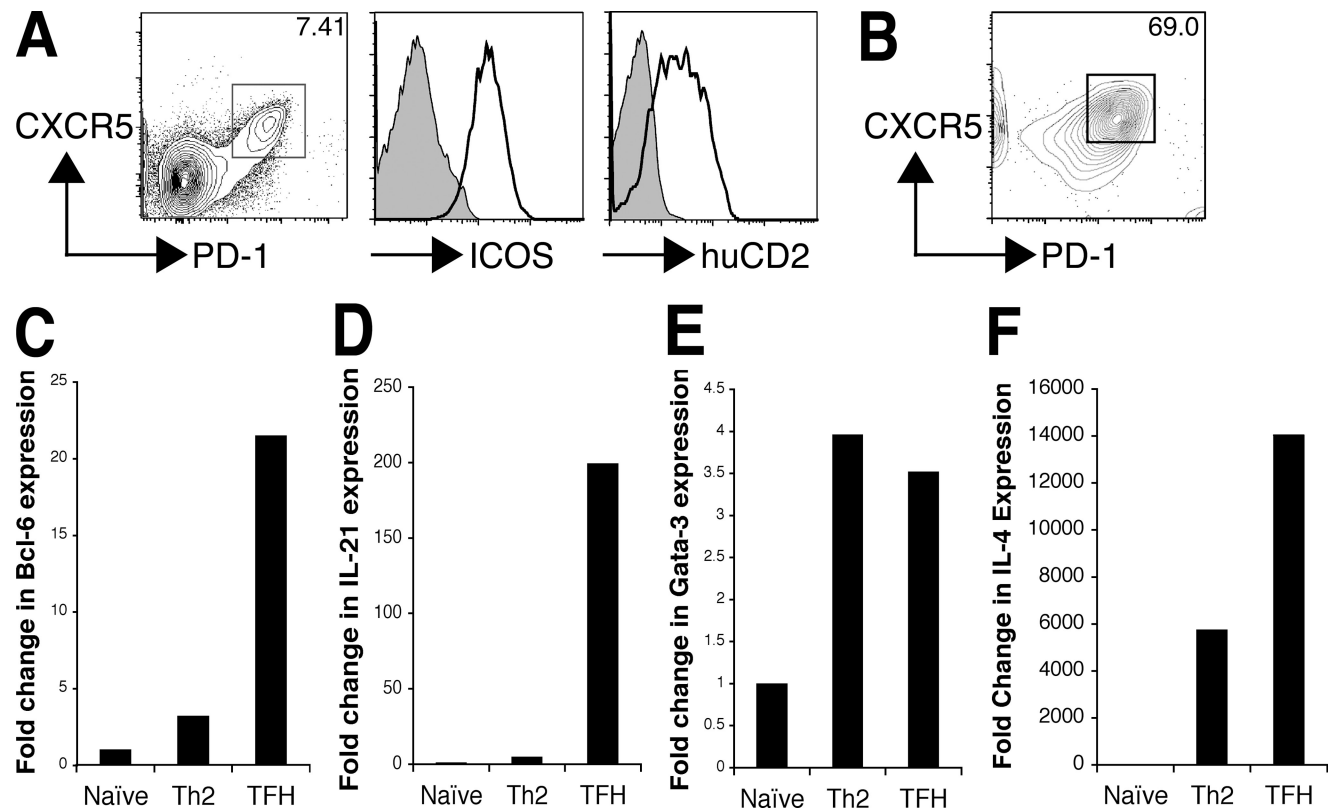 A
7.41
CXCR5
PD-1
ICOS
huCD2
B
69.0
CXCR5
PD-1
C
Fold change in Bcl-6 expression
25
20
15
10
5
0
Naïve Th2 TFH
D
Fold change in IL-21 expression
250
200
150
100
50
0
Naïve Th2 TFH
E
Fold change in Gata-3 expression
4.5
4
3.5
3
2.5
2
1.5
1
0.5
0
Naïve Th2 TFH
F
Fold Change in IL-4 Expression
16000
14000
12000
10000
8000
6000
4000
2000
0
Naïve Th2 TFH